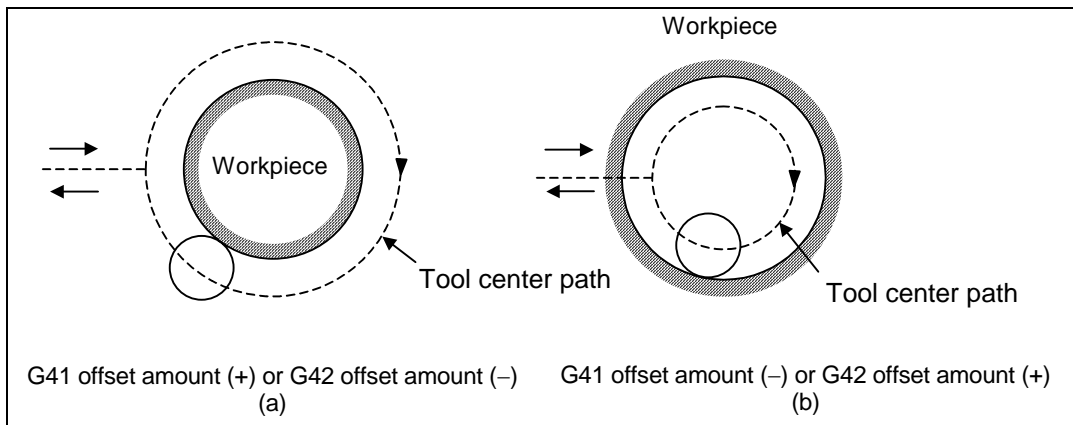 Workpiece
Workpiece
Tool center path
Tool center path
G41 offset amount (+) or G42 offset amount (−)
(a)
G41 offset amount (−) or G42 offset amount (+)
(b)